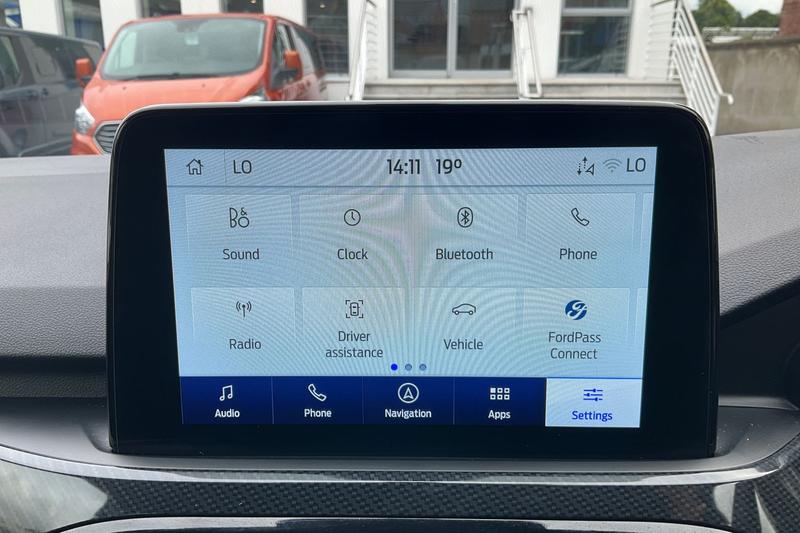 LO 14:11 19° LO
B&O
Sound Clock Bluetooth Phone
Radio Driver assistance Vehicle FordPass Connect
Audio Phone Navigation Apps Settings